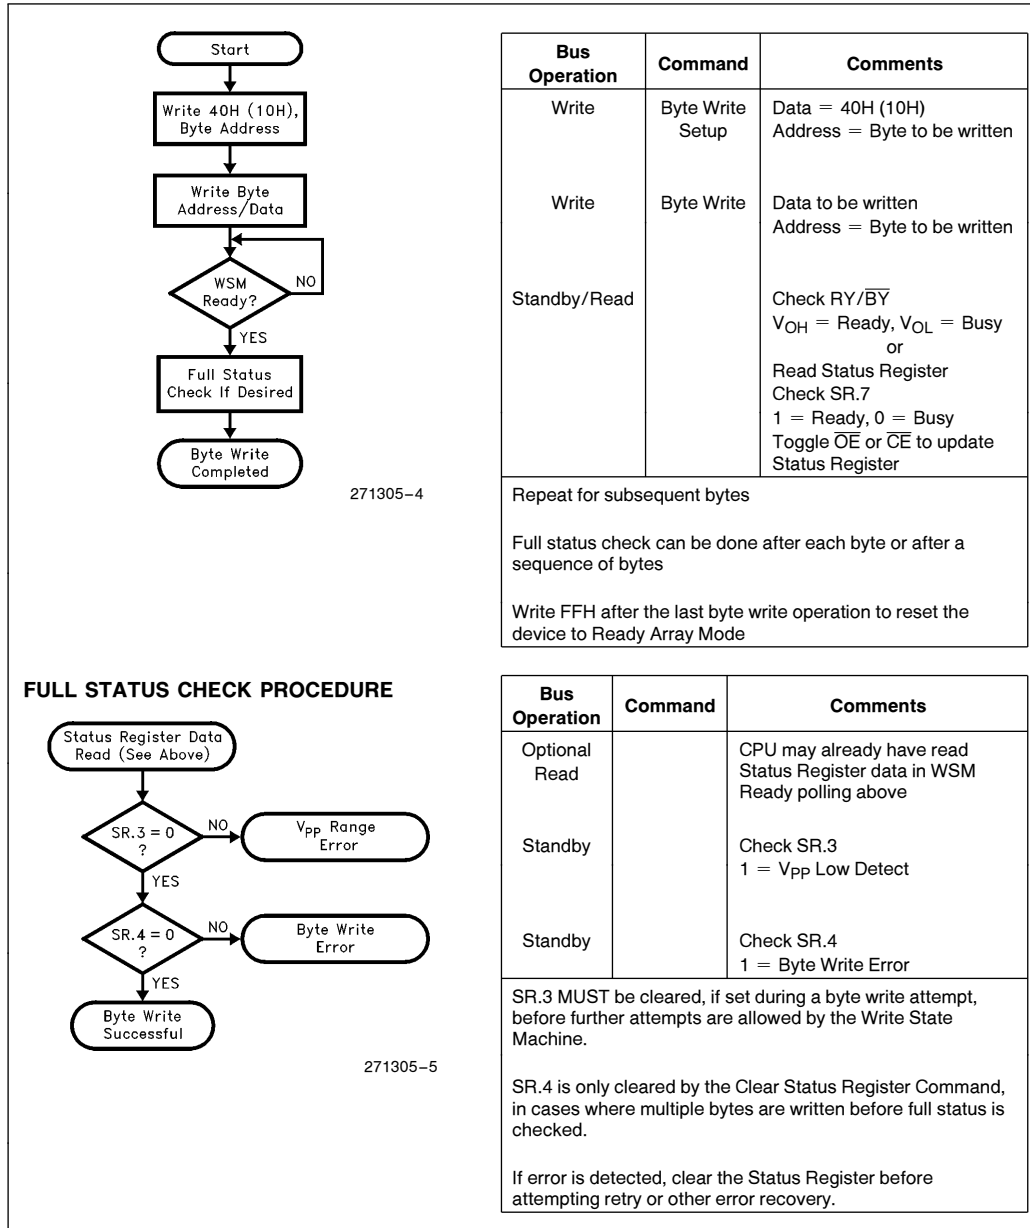 Start
Write 40H (10H),
Byte Address
Write Byte
Address/Data
WSM
Ready?
NO
YES
Full Status
Check If Desired
Byte Write
Completed
271305–4
Bus
Operation
Command
Comments
Write
Byte Write
Setup
Data = 40H (10H)
Address = Byte to be written
Write
Byte Write
Data to be written
Address = Byte to be written
Standby/Read
Check RY/B̅Y̅
VOH = Ready, VOL = Busy
or
Read Status Register
Check SR.7
1 = Ready, 0 = Busy
Toggle O̅E̅ or C̅E̅ to update
Status Register
Repeat for subsequent bytes
Full status check can be done after each byte or after a
sequence of bytes
Write FFH after the last byte write operation to reset the
device to Ready Array Mode
FULL STATUS CHECK PROCEDURE
Status Register Data
Read (See Above)
SR.3 = 0
?
NO
VPP Range
Error
YES
SR.4 = 0
?
NO
Byte Write
Error
YES
Byte Write
Successful
271305–5
Bus
Operation
Command
Comments
Optional
Read
CPU may already have read
Status Register data in WSM
Ready polling above
Standby
Check SR.3
1 = VPP Low Detect
Standby
Check SR.4
1 = Byte Write Error
SR.3 MUST be cleared, if set during a byte write attempt,
before further attempts are allowed by the Write State
Machine.
SR.4 is only cleared by the Clear Status Register Command,
in cases where multiple bytes are written before full status is
checked.
If error is detected, clear the Status Register before
attempting retry or other error recovery.